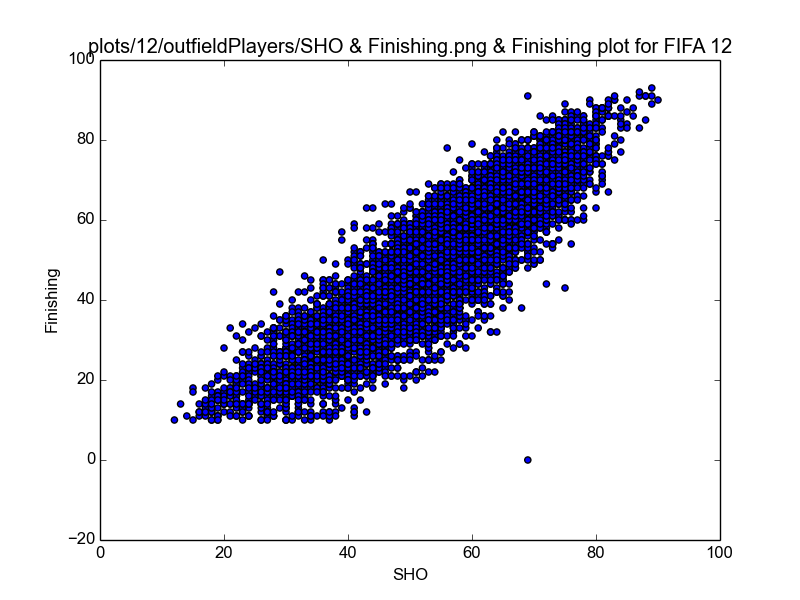 plots/12/outfieldPlayers/SHO & Finishing.png & Finishing plot for FIFA 12
100
80
60
40
20
0
−20
Finishing
0 20 40 60 80 100
SHO